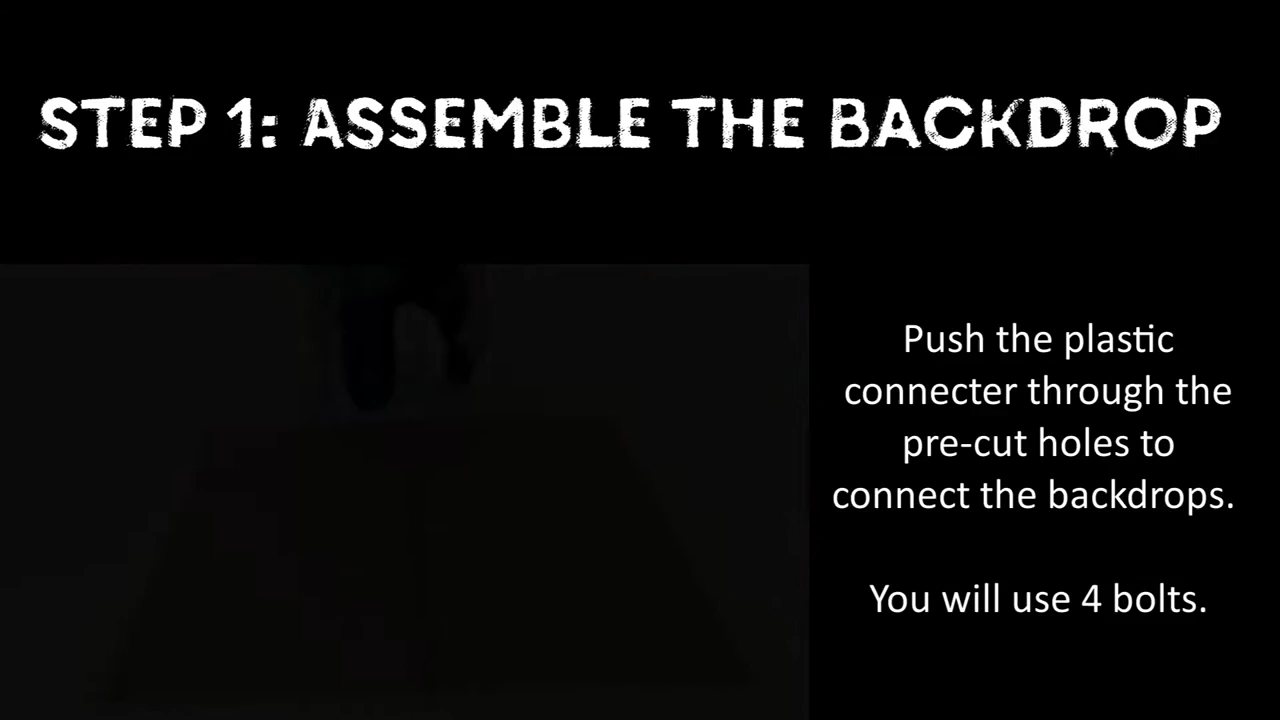 STEP 1: ASSEMBLE THE BACKDROP
Push the plastic
connecter through the
pre-cut holes to
connect the backdrops.
You will use 4 bolts.